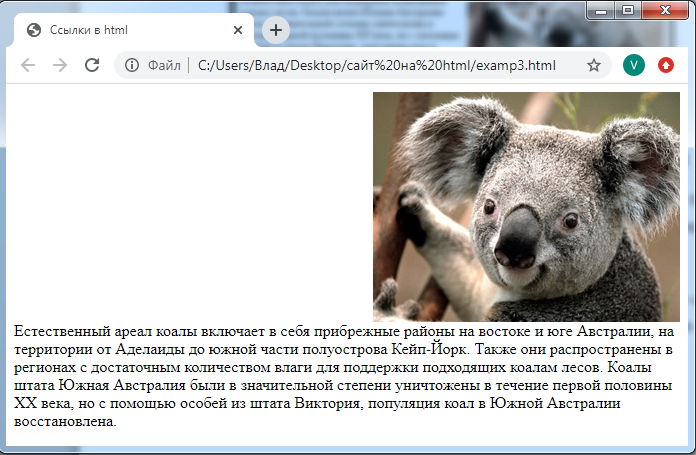 Ссылки в html
Файл C:/Users/Влад/Desktop/сайт%20на%20html/examp3.html
V
Естественный ареал коалы включает в себя прибрежные районы на востоке и юге Австралии, на
территории от Аделаиды до южной части полуострова Кейп-Йорк. Также они распространены в
регионах с достаточным количеством влаги для поддержки подходящих коалам лесов. Коалы
штата Южная Австралия были в значительной степени уничтожены в течение первой половины
XX века, но с помощью особей из штата Виктория, популяция коал в Южной Австралии
восстановлена.